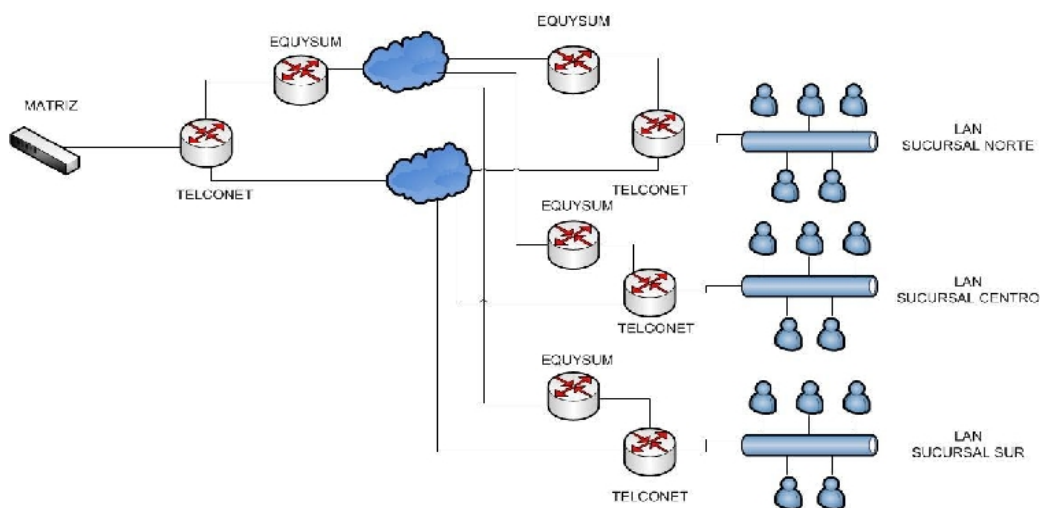 EQUYSUM
EQUYSUM
MATRIZ
TELCONET
TELCONET
LAN
SUCURSAL NORTE
EQUYSUM
TELCONET
LAN
SUCURSAL CENTRO
EQUYSUM
TELCONET
LAN
SUCURSAL SUR